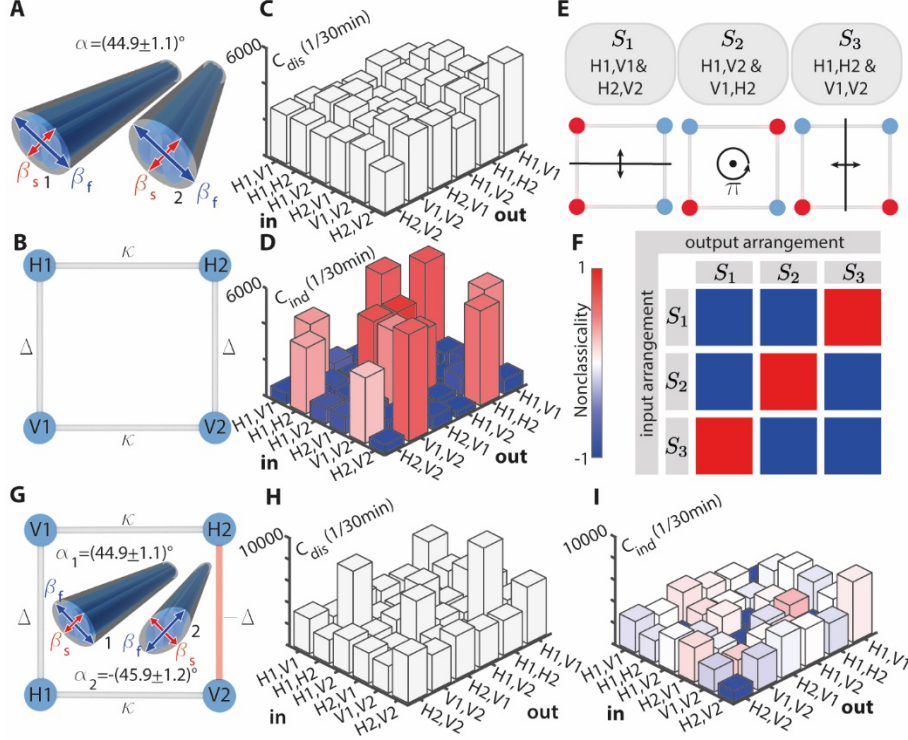 A
α=(44.9±1.1)°
β_s 1 β_f
β_s 2 β_f
B
H1 κ H2
Δ Δ
V1 κ V2
C
C_dis (1/30min)
6000
H1,V1
H1,H2
H1,V2
H2,V1
V1,V2
H2,V2
in
H1,V1
H1,H2
H1,V2
H2,V1
V1,V2
H2,V2
out
D
C_ind (1/30min)
6000
H1,V1
H1,H2
H1,V2
V1,V2
H2,V2
in
H1,V1
H1,H2
H1,V2
H2,V1
V1,V2
H2,V2
out
E
S_1
H1,V1&
H2,V2
S_2
H1,V2 &
V1,H2
S_3
H1,H2 &
V1,V2
π
F
1
Nonclassicality
-1
output arrangement
S_1 S_2 S_3
input arrangement
S_1
S_2
S_3
G
V1 κ H2
α_1=(44.9±1.1)°
β_f β_s 1
β_f β_s 2
Δ -Δ
α_2=-(45.9±1.2)°
H1 κ V2
H
C_dis (1/30min)
10000
H1,V1
H1,H2
H1,V2
V1,V2
H2,V2
in
H1,V1
H1,H2
H1,V2
H2,V1
V1,V2
H2,V2
out
I
C_ind (1/30min)
10000
H1,V1
H1,H2
H1,V2
V1,V2
H2,V2
in
H1,V1
H1,H2
H1,V2
H2,V1
V1,V2
H2,V2
out